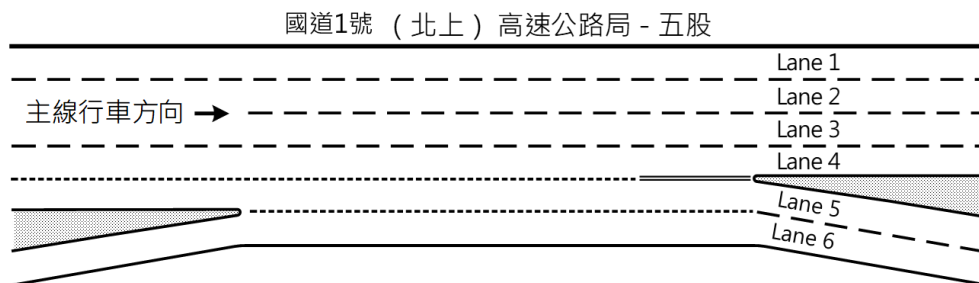 國道1號 （北上）高速公路局 - 五股
Lane 1
主線行車方向
Lane 2
Lane 3
Lane 4
Lane 5
Lane 6